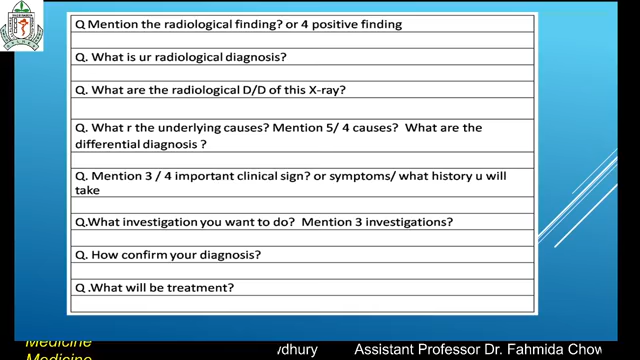 Q Mention the radiological finding? or 4 positive finding
Q. What is ur radiological diagnosis?
Q. What are the radiological D/D of this X-ray?
Q. What r the underlying causes? Mention 5/ 4 causes?  What are the
differential diagnosis ?
Q. Mention 3 / 4 important clinical sign? or symptoms/ what history u will
take
Q.What investigation you want to do?  Mention 3 investigations?
Q. How confirm your diagnosis?
Q .What will be treatment?
Medicine
Medicine
dhury Assistant Professor Dr. Fahmida Chow